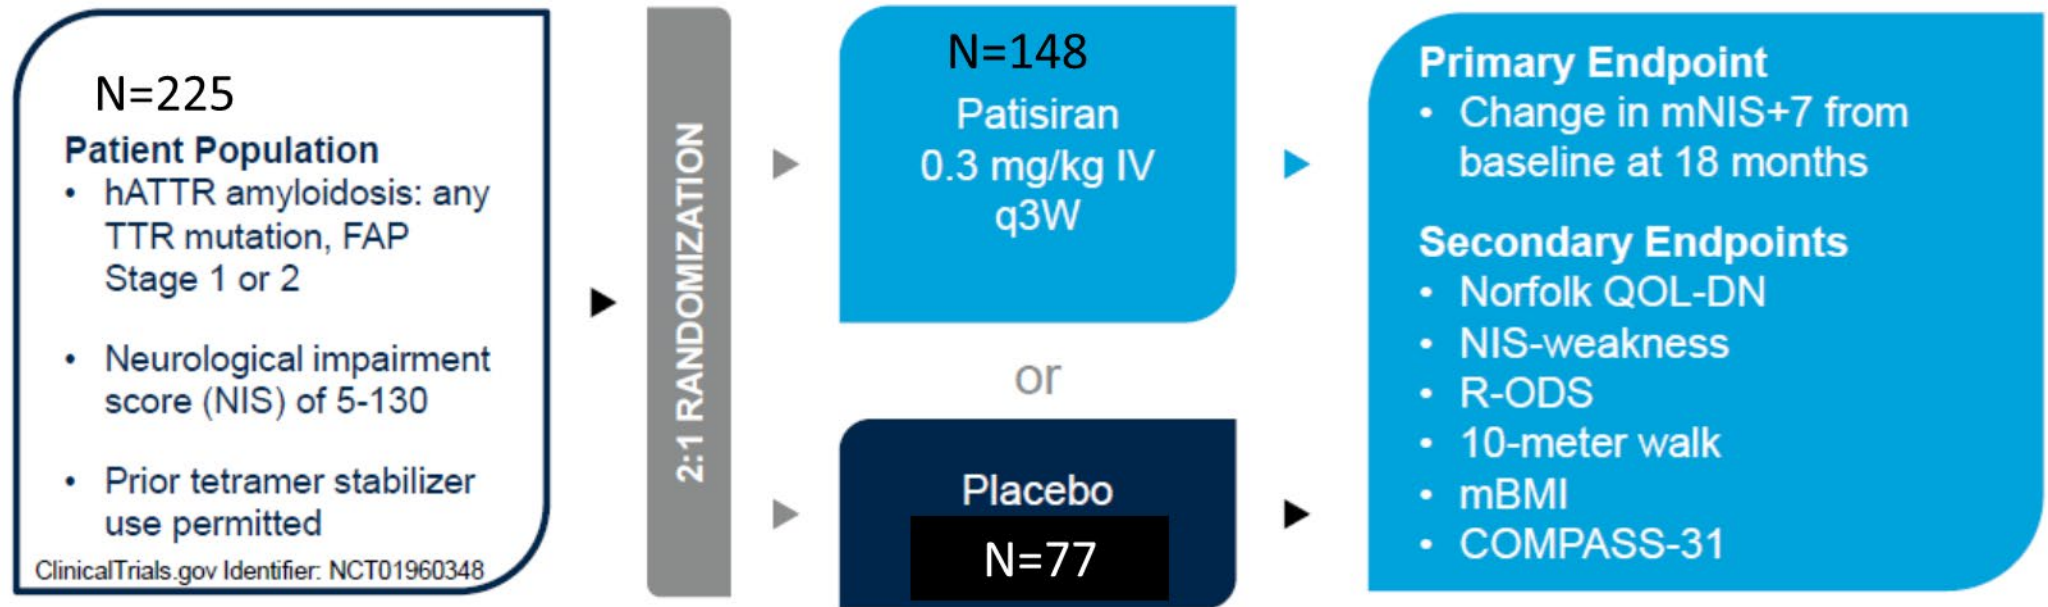 N=225
Patient Population
• hATTR amyloidosis: any
TTR mutation, FAP
Stage 1 or 2
• Neurological impairment
score (NIS) of 5-130
• Prior tetramer stabilizer
use permitted
ClinicalTrials.gov Identifier: NCT01960348
2:1 RANDOMIZATION
N=148
Patisiran
0.3 mg/kg IV
q3W
or
Placebo
N=77
Primary Endpoint
• Change in mNIS+7 from
baseline at 18 months
Secondary Endpoints
• Norfolk QOL-DN
• NIS-weakness
• R-ODS
• 10-meter walk
• mBMI
• COMPASS-31